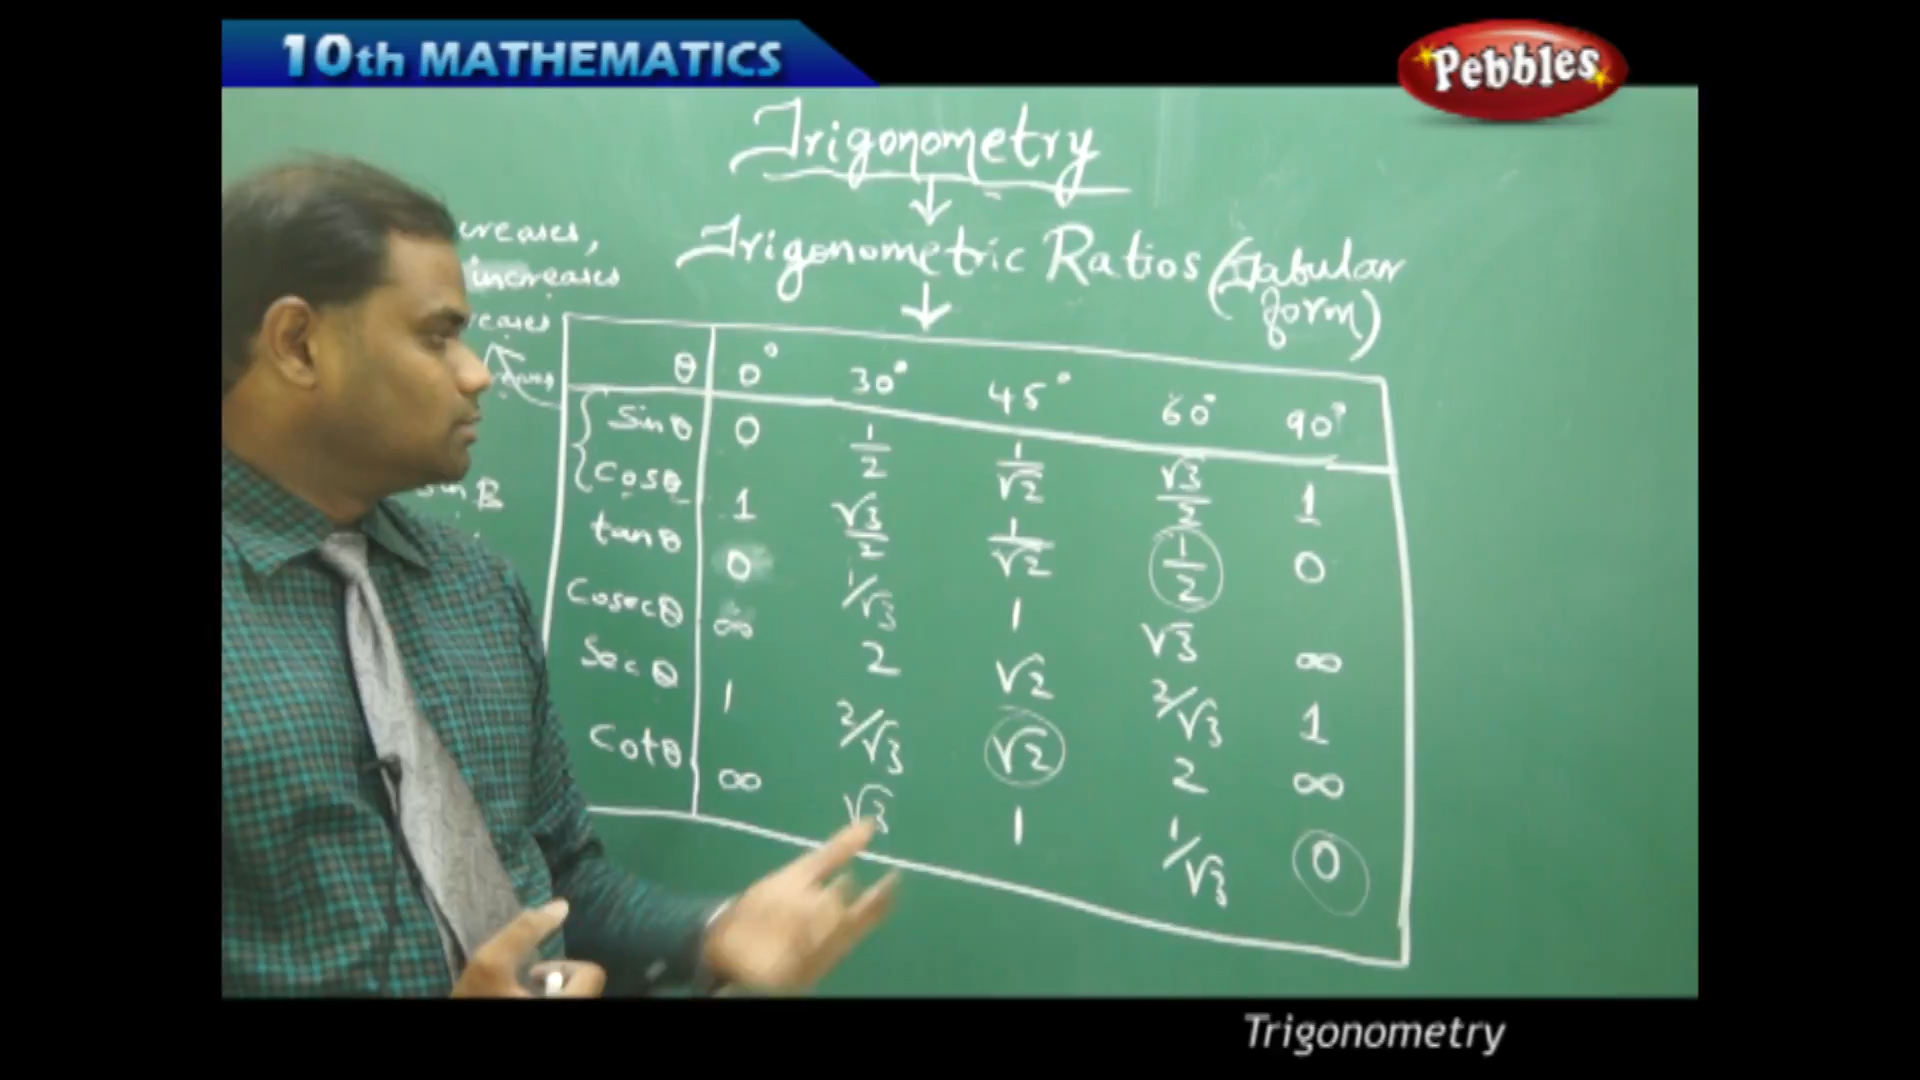 10th MATHEMATICS
Pebbles
Trigonometry
Trigonometric Ratios (Tabular
form)
increases
θ 0° 30° 45° 60° 90°
Sin θ 0 1/2 1/√2 √3/2 1
Cos θ 1 √3/2 1/√2 1/2 0
tan θ 0 1/√3 1 √3 ∞
Cosec θ ∞ 2 √2 2/√3 1
Sec θ 1 2/√3 √2 2 ∞
Cot θ ∞ √3 1 1/√3 0
Trigonometry